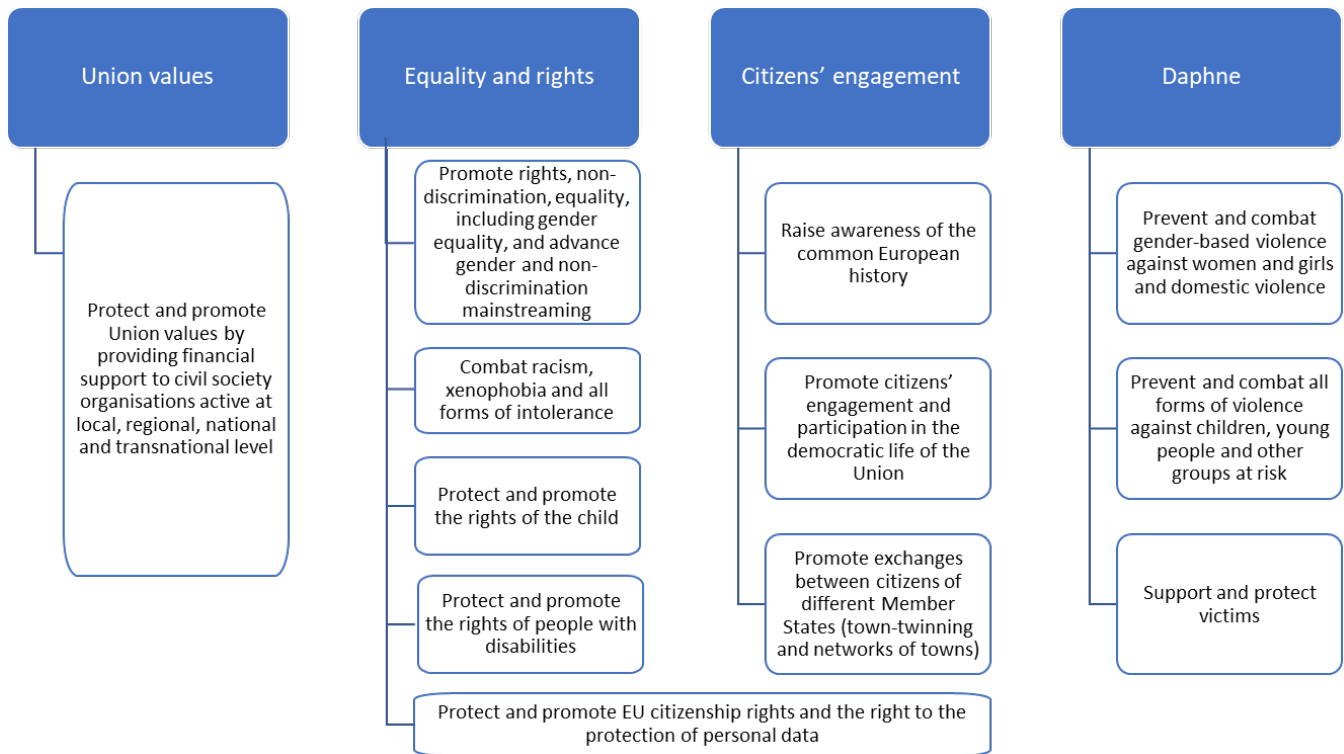 Union values
Protect and promote
Union values by
providing financial
support to civil society
organisations active at
local, regional, national
and transnational level
Equality and rights
Promote rights, non-
discrimination, equality,
including gender
equality, and advance
gender and non-
discrimination
mainstreaming
Combat racism,
xenophobia and all
forms of intolerance
Protect and promote
the rights of the child
Protect and promote
the rights of people with
disabilities
Protect and promote EU citizenship rights and the right to the
protection of personal data
Citizens’ engagement
Raise awareness of the
common European
history
Promote citizens’
engagement and
participation in the
democratic life of the
Union
Promote exchanges
between citizens of
different Member
States (town-twinning
and networks of towns)
Daphne
Prevent and combat
gender-based violence
against women and girls
and domestic violence
Prevent and combat all
forms of violence
against children, young
people and other
groups at risk
Support and protect
victims